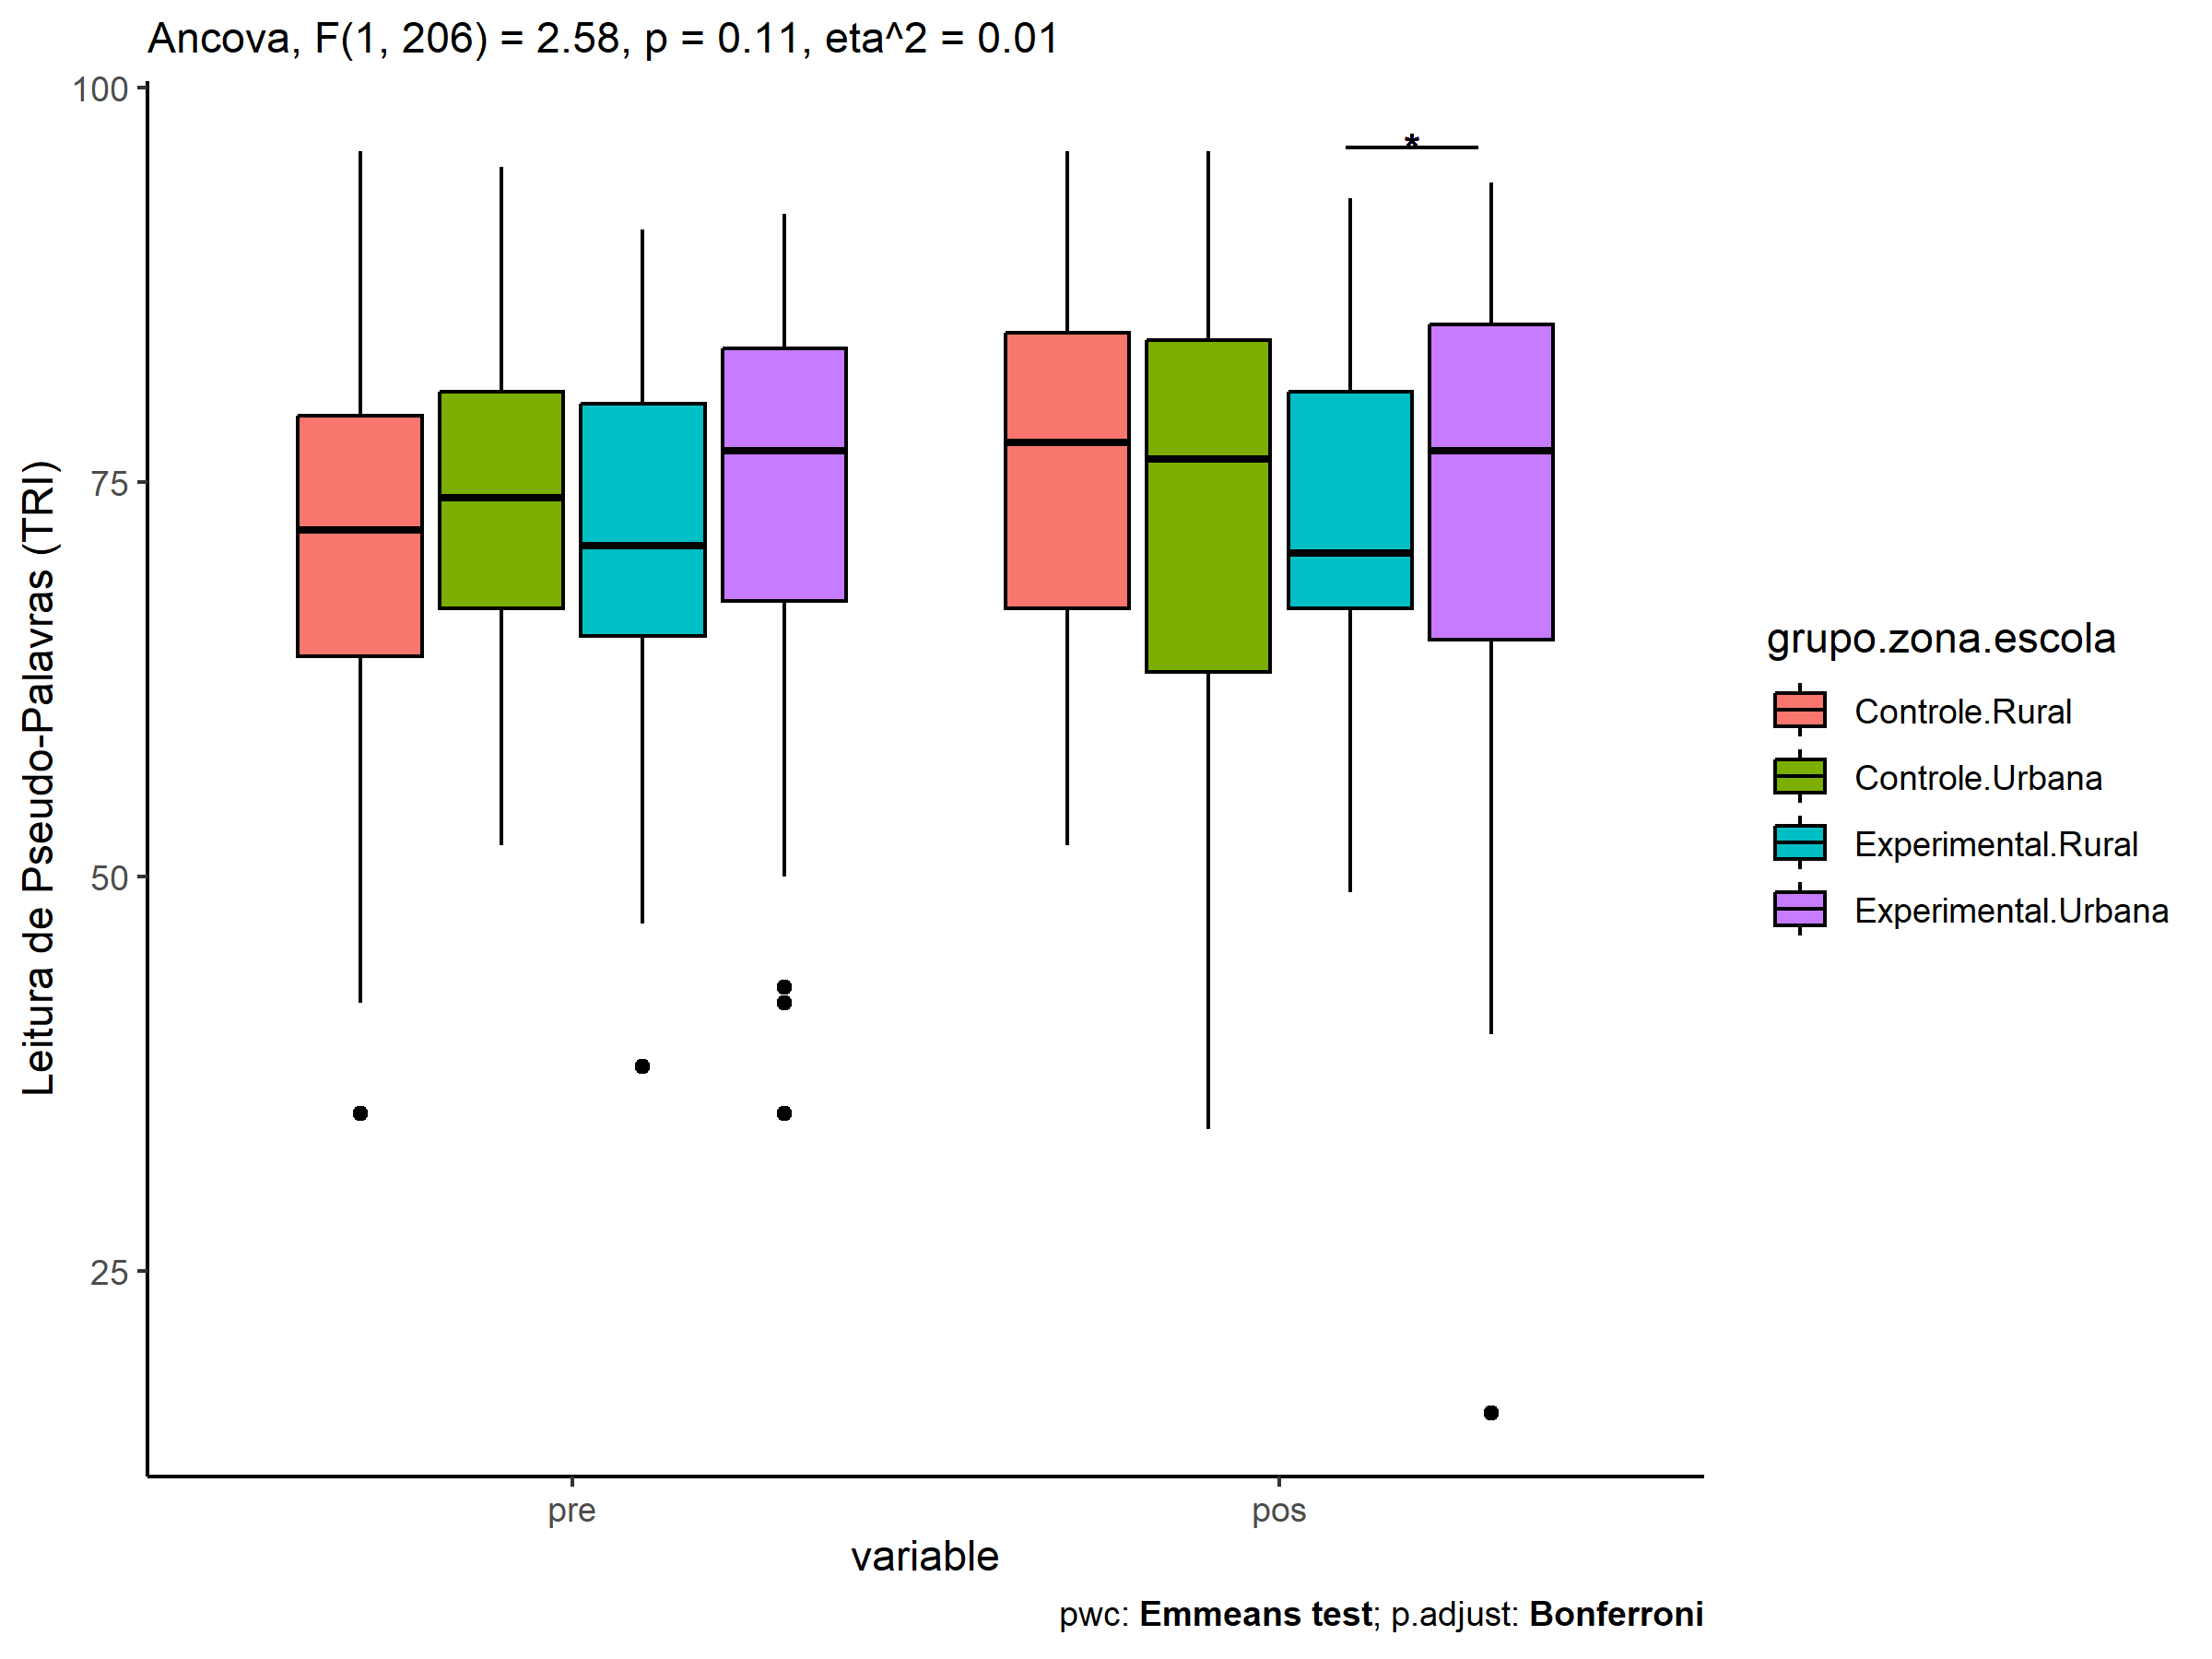 Ancova, F(1, 206) = 2.58, p = 0.11, eta^2 = 0.01
Leitura de Pseudo-Palavras (TRI)
100
75
50
25
*
pre
pos
variable
grupo.zona.escola
Controle.Rural
Controle.Urbana
Experimental.Rural
Experimental.Urbana
pwc: Emmeans test; p.adjust: Bonferroni